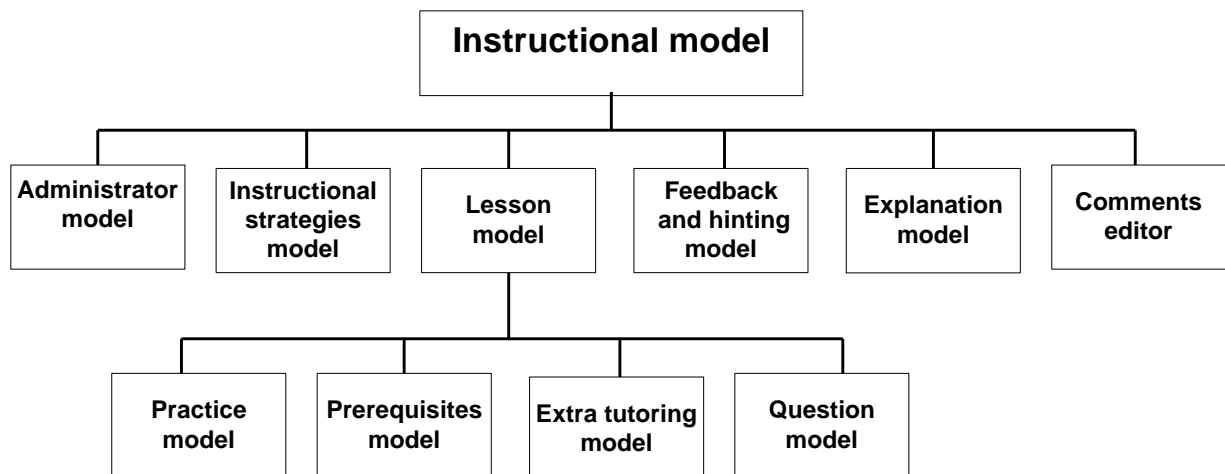 Instructional model
Administrator
model
Instructional
strategies
model
Lesson
model
Feedback
and hinting
model
Explanation
model
Comments
editor
Practice
model
Prerequisites
model
Extra tutoring
model
Question
model